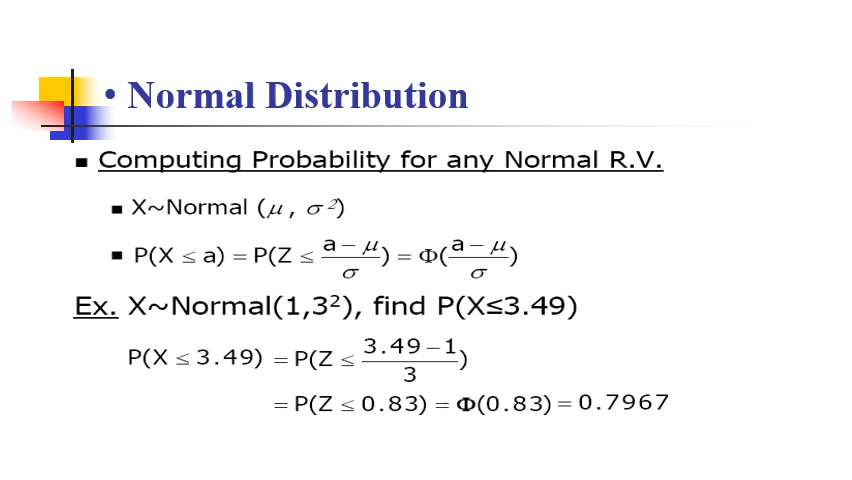 • Normal Distribution
■ Computing Probability for any Normal R.V.
■ X~Normal (μ , σ²)
■ P(X ≤ a) = P(Z ≤ (a − μ)/σ) = Φ((a − μ)/σ)
Ex. X~Normal(1,3²), find P(X≤3.49)
P(X ≤ 3.49) = P(Z ≤ (3.49 − 1)/3)
= P(Z ≤ 0.83) = Φ(0.83) = 0.7967